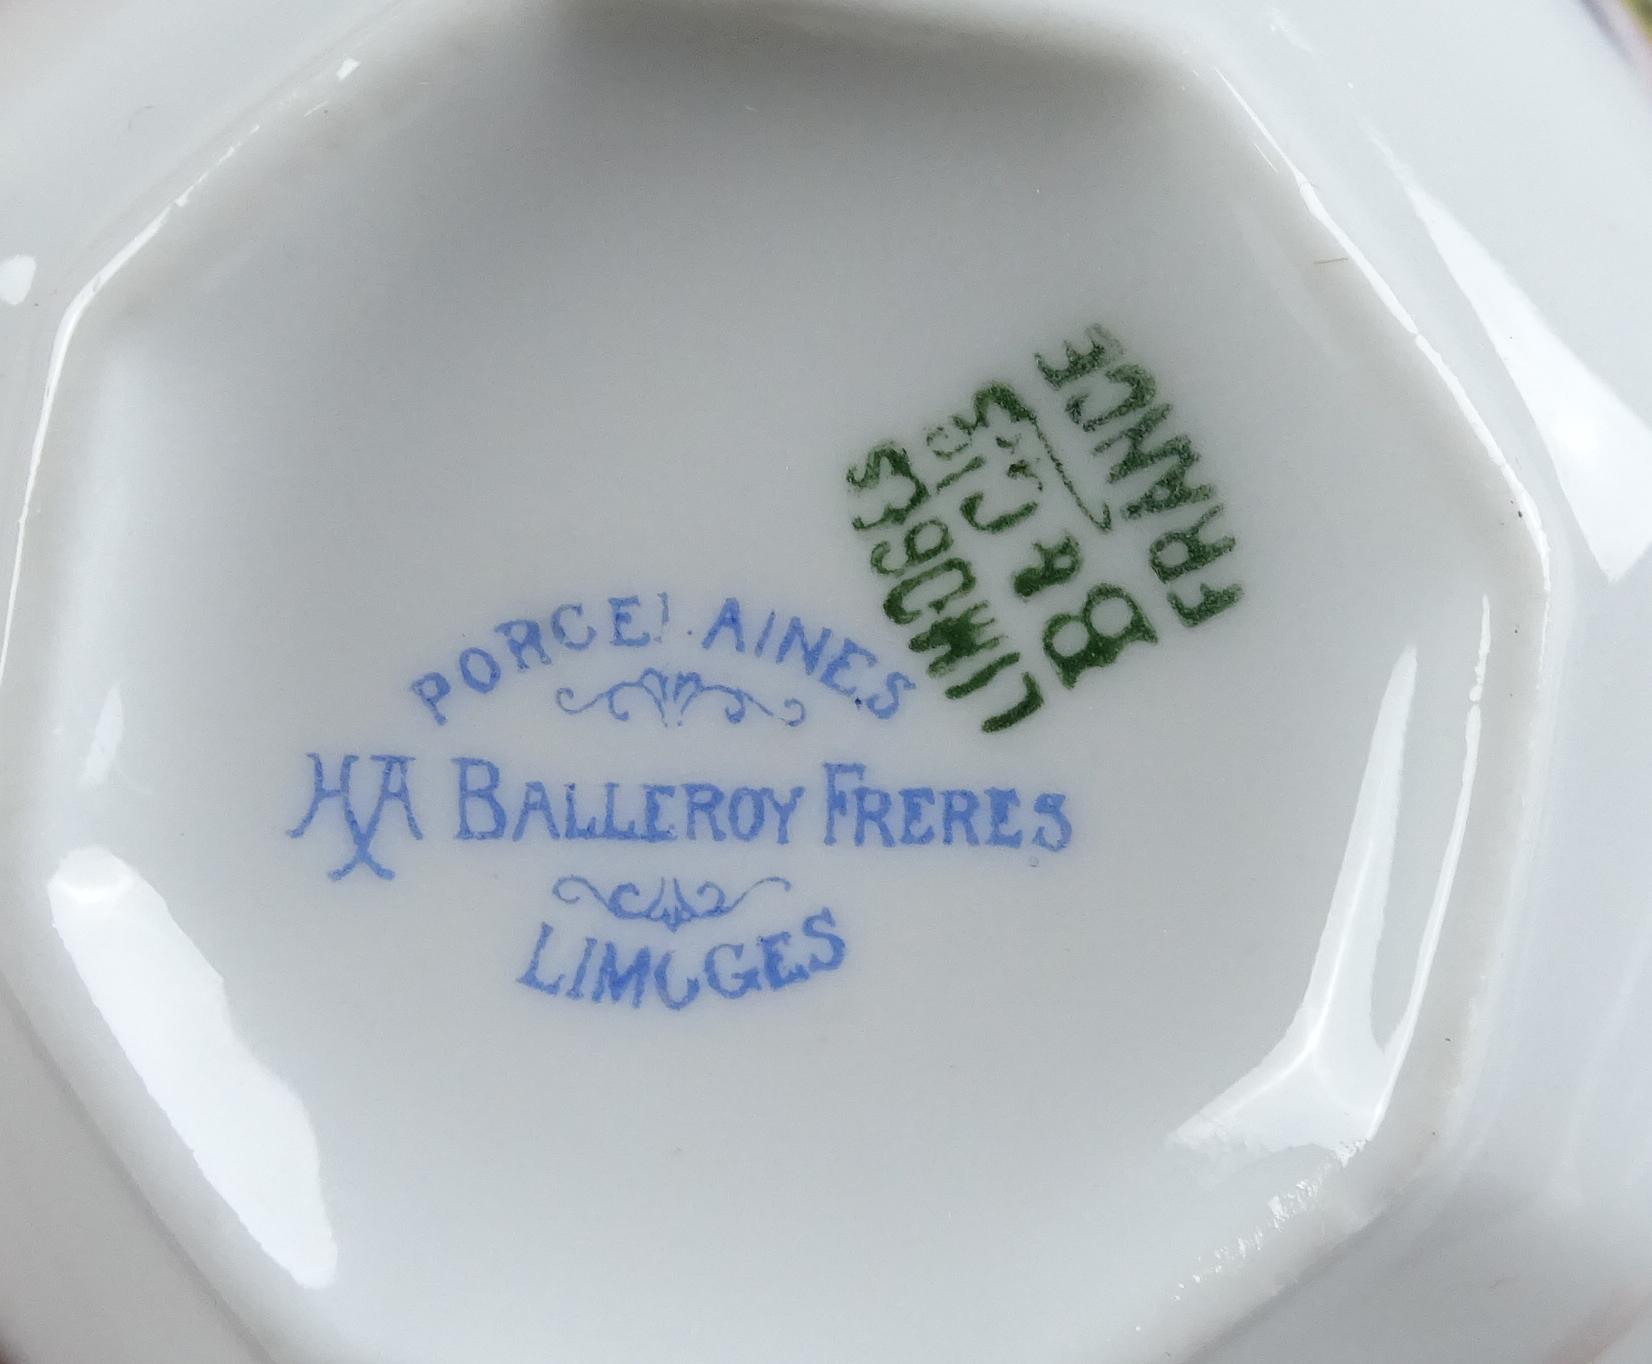 PORCELAINES
HA BALLEROY FRERES
LIMOGES
LIMOGES
B & Cie
FRANCE